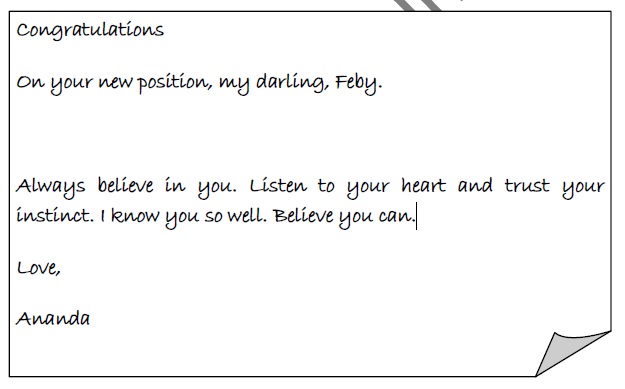 Congratulations
On your new position, my darling, Feby.
Always believe in you. Listen to your heart and trust your
instinct. I know you so well. Believe you can.
Love,
Ananda